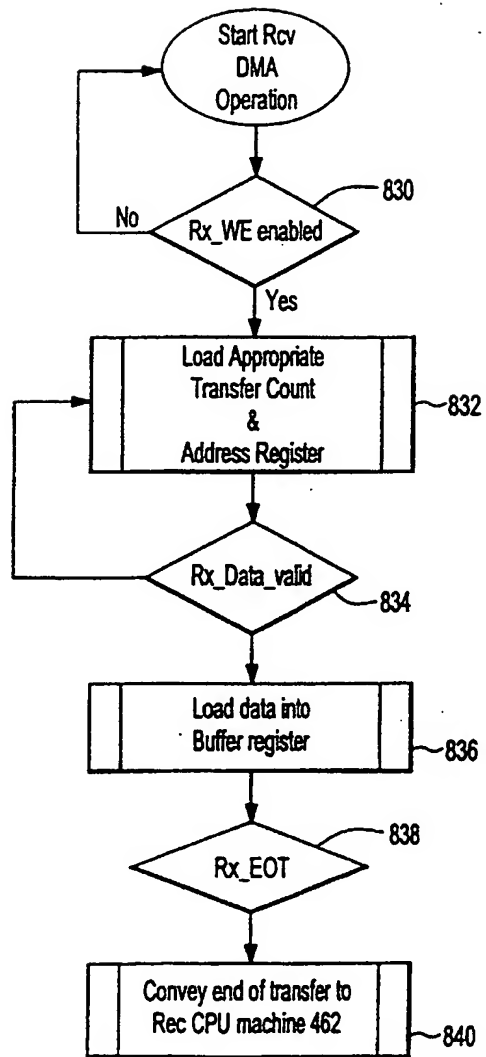 Start Rcv
DMA
Operation
830
No
Rx_WE enabled
Yes
Load Appropriate
Transfer Count
&
Address Register
832
Rx_Data_valid
834
Load data into
Buffer register
836
838
Rx_EOT
Convey end of transfer to
Rec CPU machine 462
840